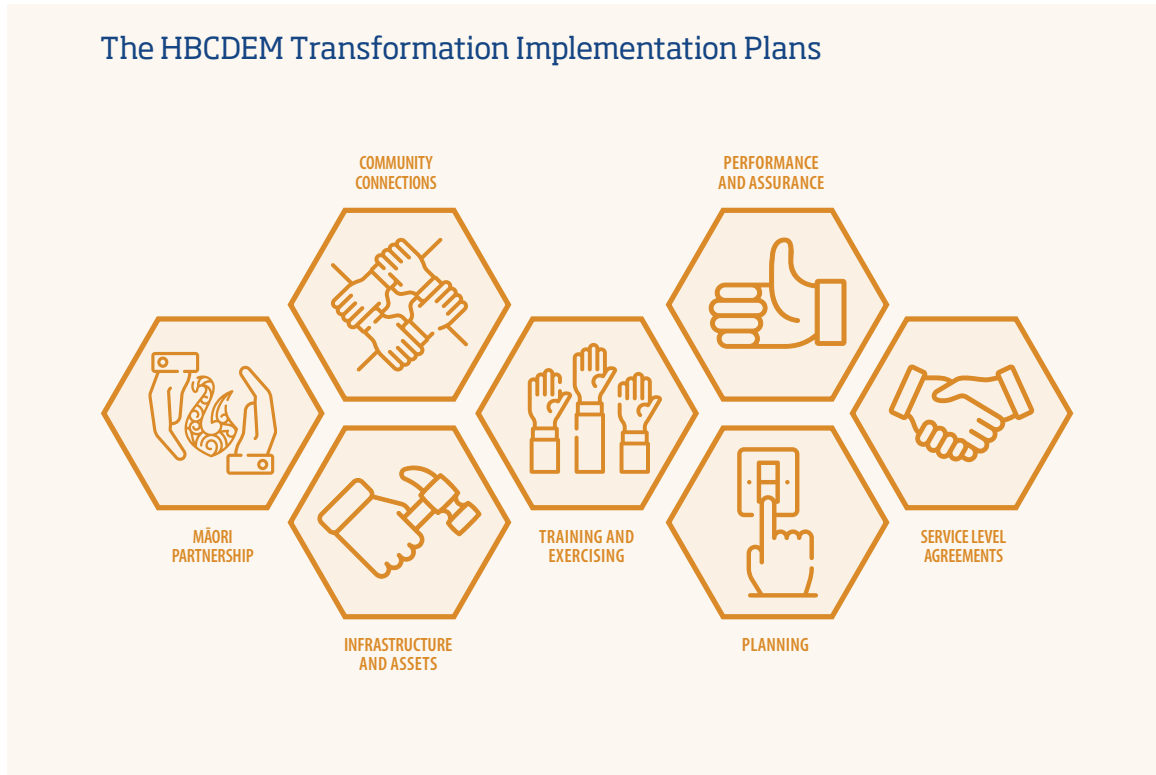 The HBCDEM Transformation Implementation Plans
COMMUNITY
CONNECTIONS
PERFORMANCE
AND ASSURANCE
MĀORI
PARTNERSHIP
TRAINING AND
EXERCISING
SERVICE LEVEL
AGREEMENTS
INFRASTRUCTURE
AND ASSETS
PLANNING